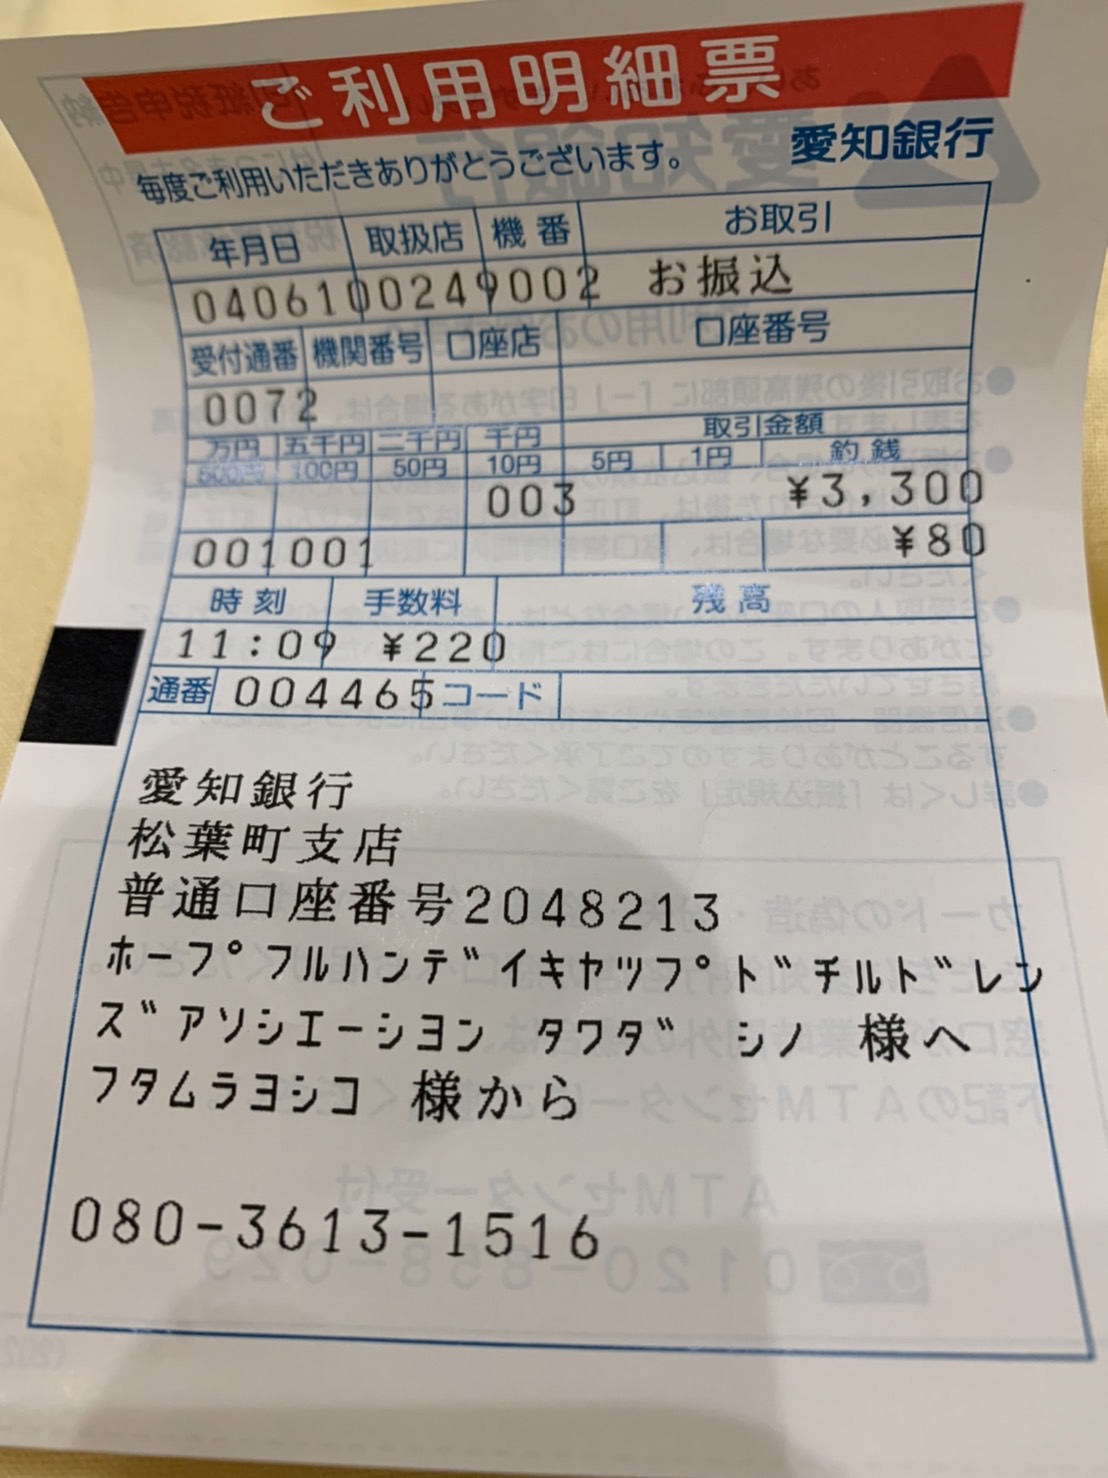 ご利用明細票
毎度ご利用いただきありがとうございます。 愛知銀行
年月日 取扱店 機番 お取引
040610 0249 002 お振込
受付通番 機関番号 口座店 口座番号
0072
万円 五千円 二千円 千円 取引金額
500円 100円 50円 10円 5円 1円 釣銭
003 ¥3,300
001001 ¥80
時刻 手数料 残高
11:09 ¥220
通番 004465 コード
愛知銀行
松葉町支店
普通口座番号2048213
ホープフルハンデイキヤツプドチルドレン
ズアソシエーシヨン タワダ シノ 様へ
フタムラヨシコ 様から
080-3613-1516